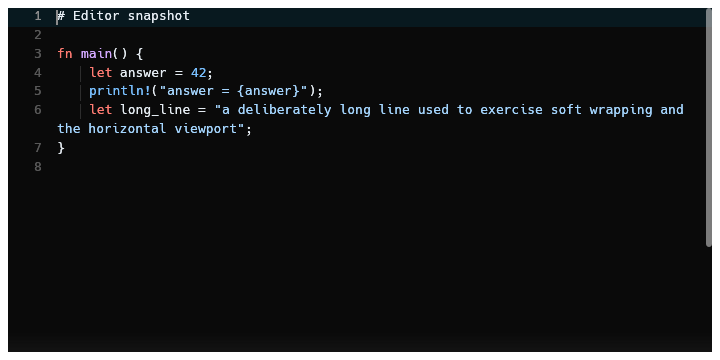 1 # Editor snapshot
2
3 fn main() {
4     let answer = 42;
5     println!("answer = {answer}");
6     let long_line = "a deliberately long line used to exercise soft wrapping and
the horizontal viewport";
7 }
8